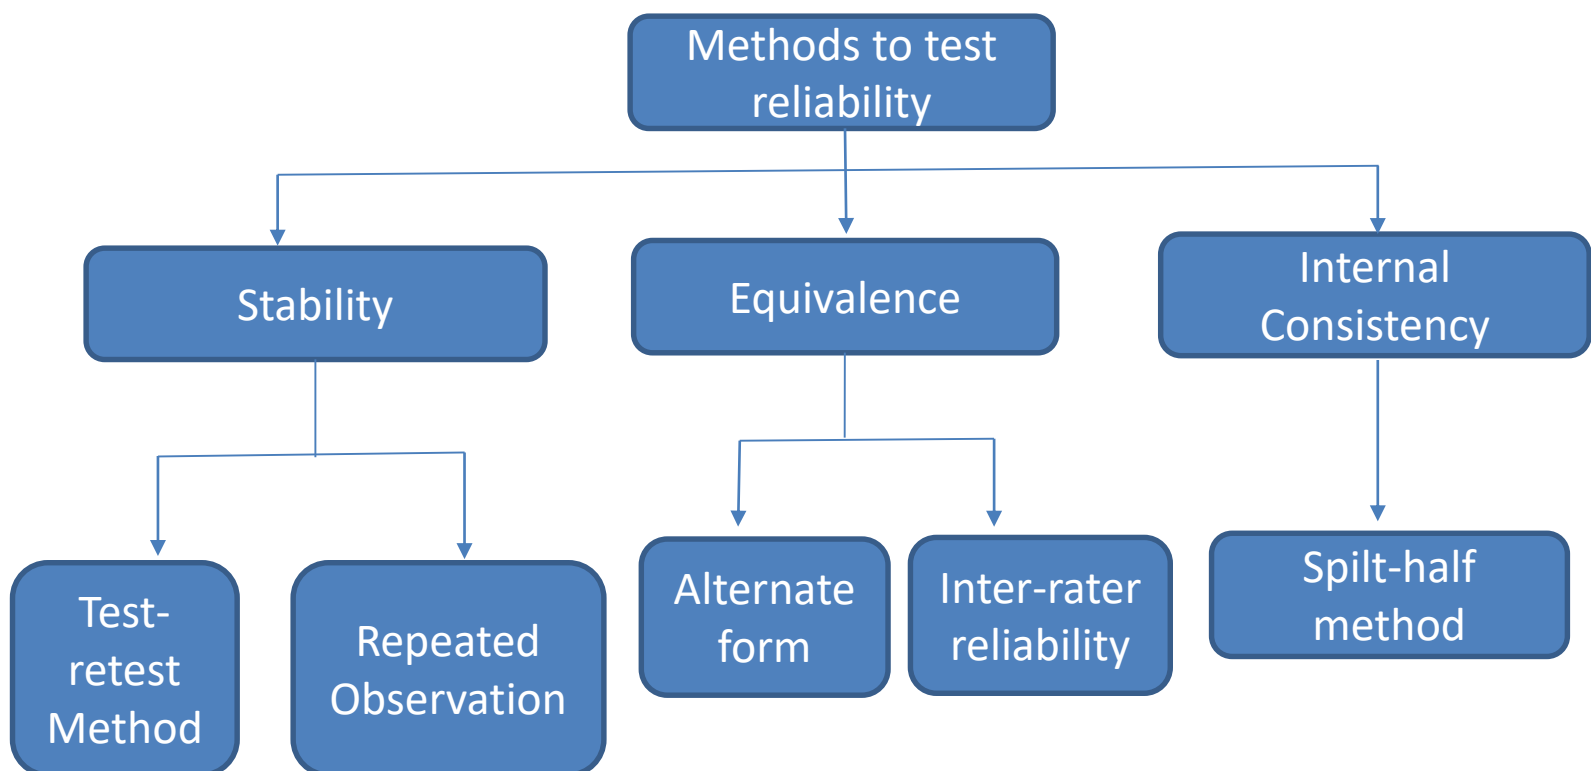 Methods to test
reliability
Stability
Equivalence
Internal
Consistency
Test-
retest
Method
Repeated
Observation
Alternate
form
Inter-rater
reliability
Spilt-half
method